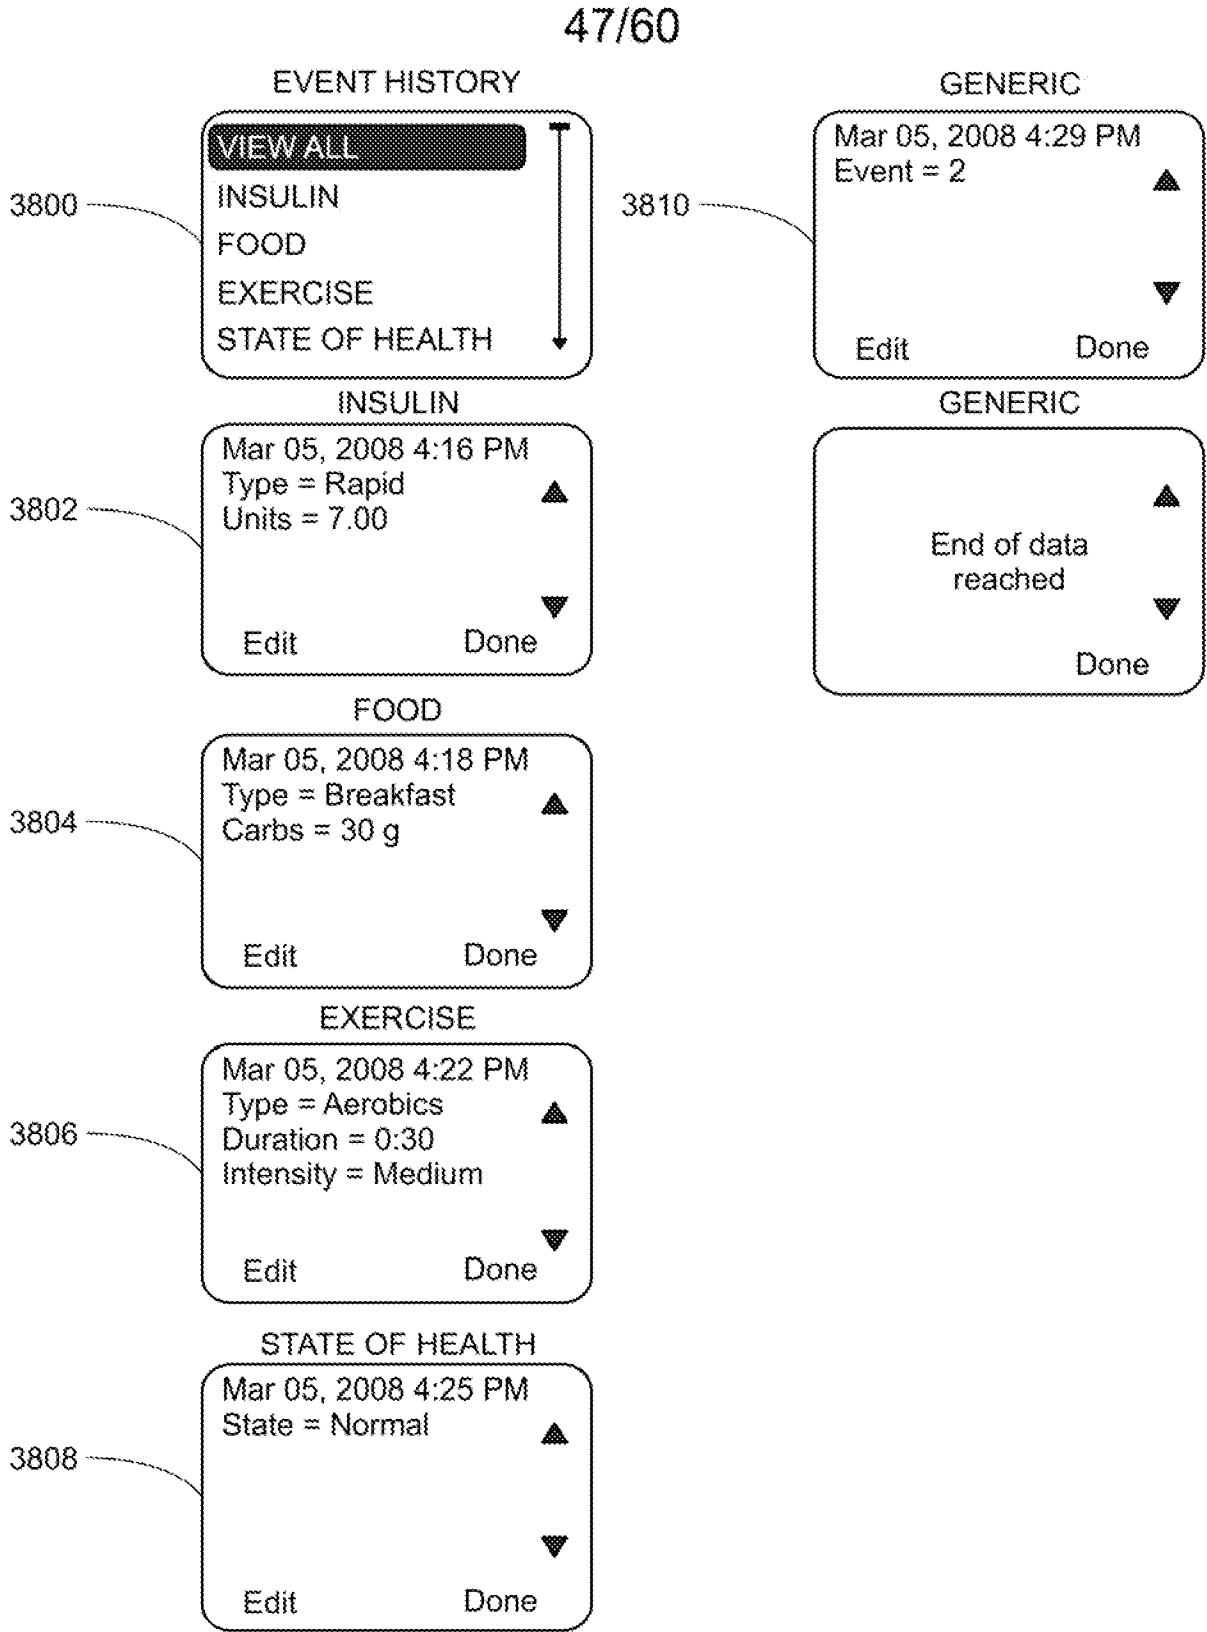 47/60
EVENT HISTORY
VIEW ALL
INSULIN
FOOD
EXERCISE
STATE OF HEALTH
3800
INSULIN
Mar 05, 2008 4:16 PM
Type = Rapid
Units = 7.00
Edit Done
3802
FOOD
Mar 05, 2008 4:18 PM
Type = Breakfast
Carbs = 30 g
Edit Done
3804
EXERCISE
Mar 05, 2008 4:22 PM
Type = Aerobics
Duration = 0:30
Intensity = Medium
Edit Done
3806
STATE OF HEALTH
Mar 05, 2008 4:25 PM
State = Normal
Edit Done
3808
GENERIC
Mar 05, 2008 4:29 PM
Event = 2
Edit Done
3810
GENERIC
End of data
reached
Done